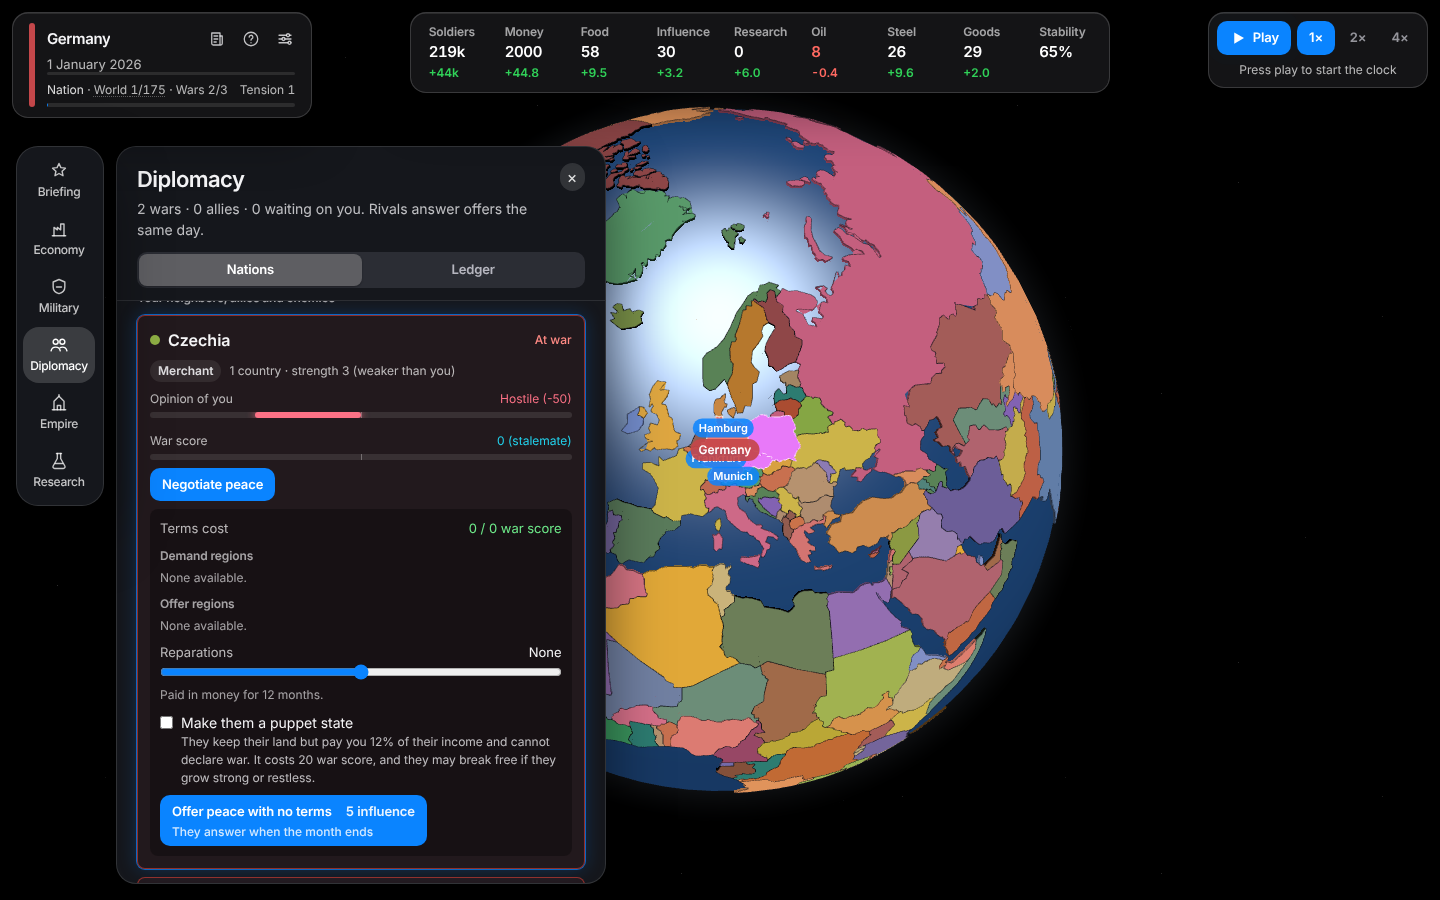 Germany
1 January 2026
Nation · World 1/175 · Wars 2/3 Tension 1
Soldiers Money Food Influence Research Oil Steel Goods Stability
219k 2000 58 30 0 8 26 29 65%
+44k +44.8 +9.5 +3.2 +6.0 -0.4 +9.6 +2.0
Play 1× 2× 4×
Press play to start the clock
Briefing
Economy
Military
Diplomacy
Empire
Research
Diplomacy
2 wars · 0 allies · 0 waiting on you. Rivals answer offers the
same day.
Nations Ledger
Your neighbors, allies and enemies
Czechia At war
Merchant 1 country · strength 3 (weaker than you)
Opinion of you Hostile (-50)
War score 0 (stalemate)
Negotiate peace
Terms cost 0 / 0 war score
Demand regions
None available.
Offer regions
None available.
Reparations None
Paid in money for 12 months.
Make them a puppet state
They keep their land but pay you 12% of their income and cannot
declare war. It costs 20 war score, and they may break free if they
grow strong or restless.
Offer peace with no terms 5 influence
They answer when the month ends
Hamburg
Germany
Frankfurt
Munich